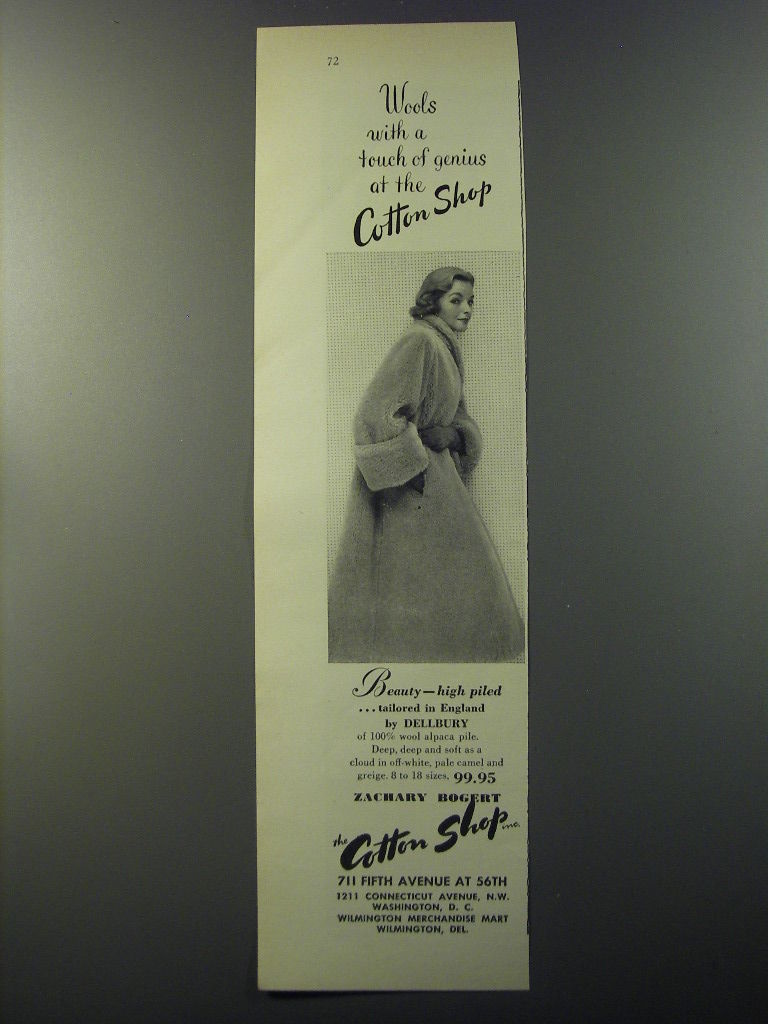 72
Wools
with a
touch of genius
at the
Cotton Shop
Beauty—high piled
...tailored in England
by DELLBURY
of 100% wool alpaca pile.
Deep, deep and soft as a
cloud in off-white, pale camel and
greige. 8 to 18 sizes. 99.95
ZACHARY BOGERT
the Cotton Shop inc.
711 FIFTH AVENUE AT 56TH
1211 CONNECTICUT AVENUE, N.W.
WASHINGTON, D. C.
WILMINGTON MERCHANDISE MART
WILMINGTON, DEL.